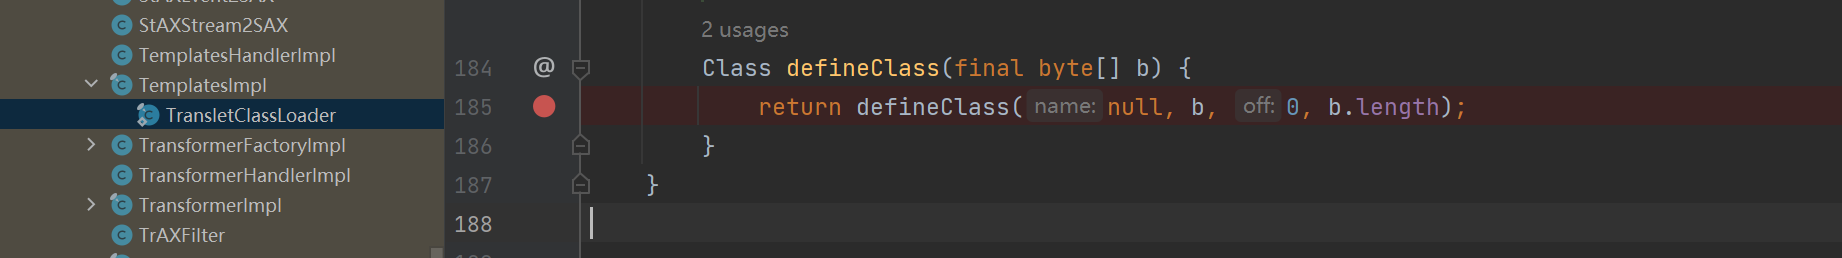 StAXEvent2SAX
StAXStream2SAX
TemplatesHandlerImpl
TemplatesImpl
TransletClassLoader
TransformerFactoryImpl
TransformerHandlerImpl
TransformerImpl
TrAXFilter
2 usages
184 @ Class defineClass(final byte[] b) {
185 return defineClass( name: null, b, off: 0, b.length);
186 }
187 }
188